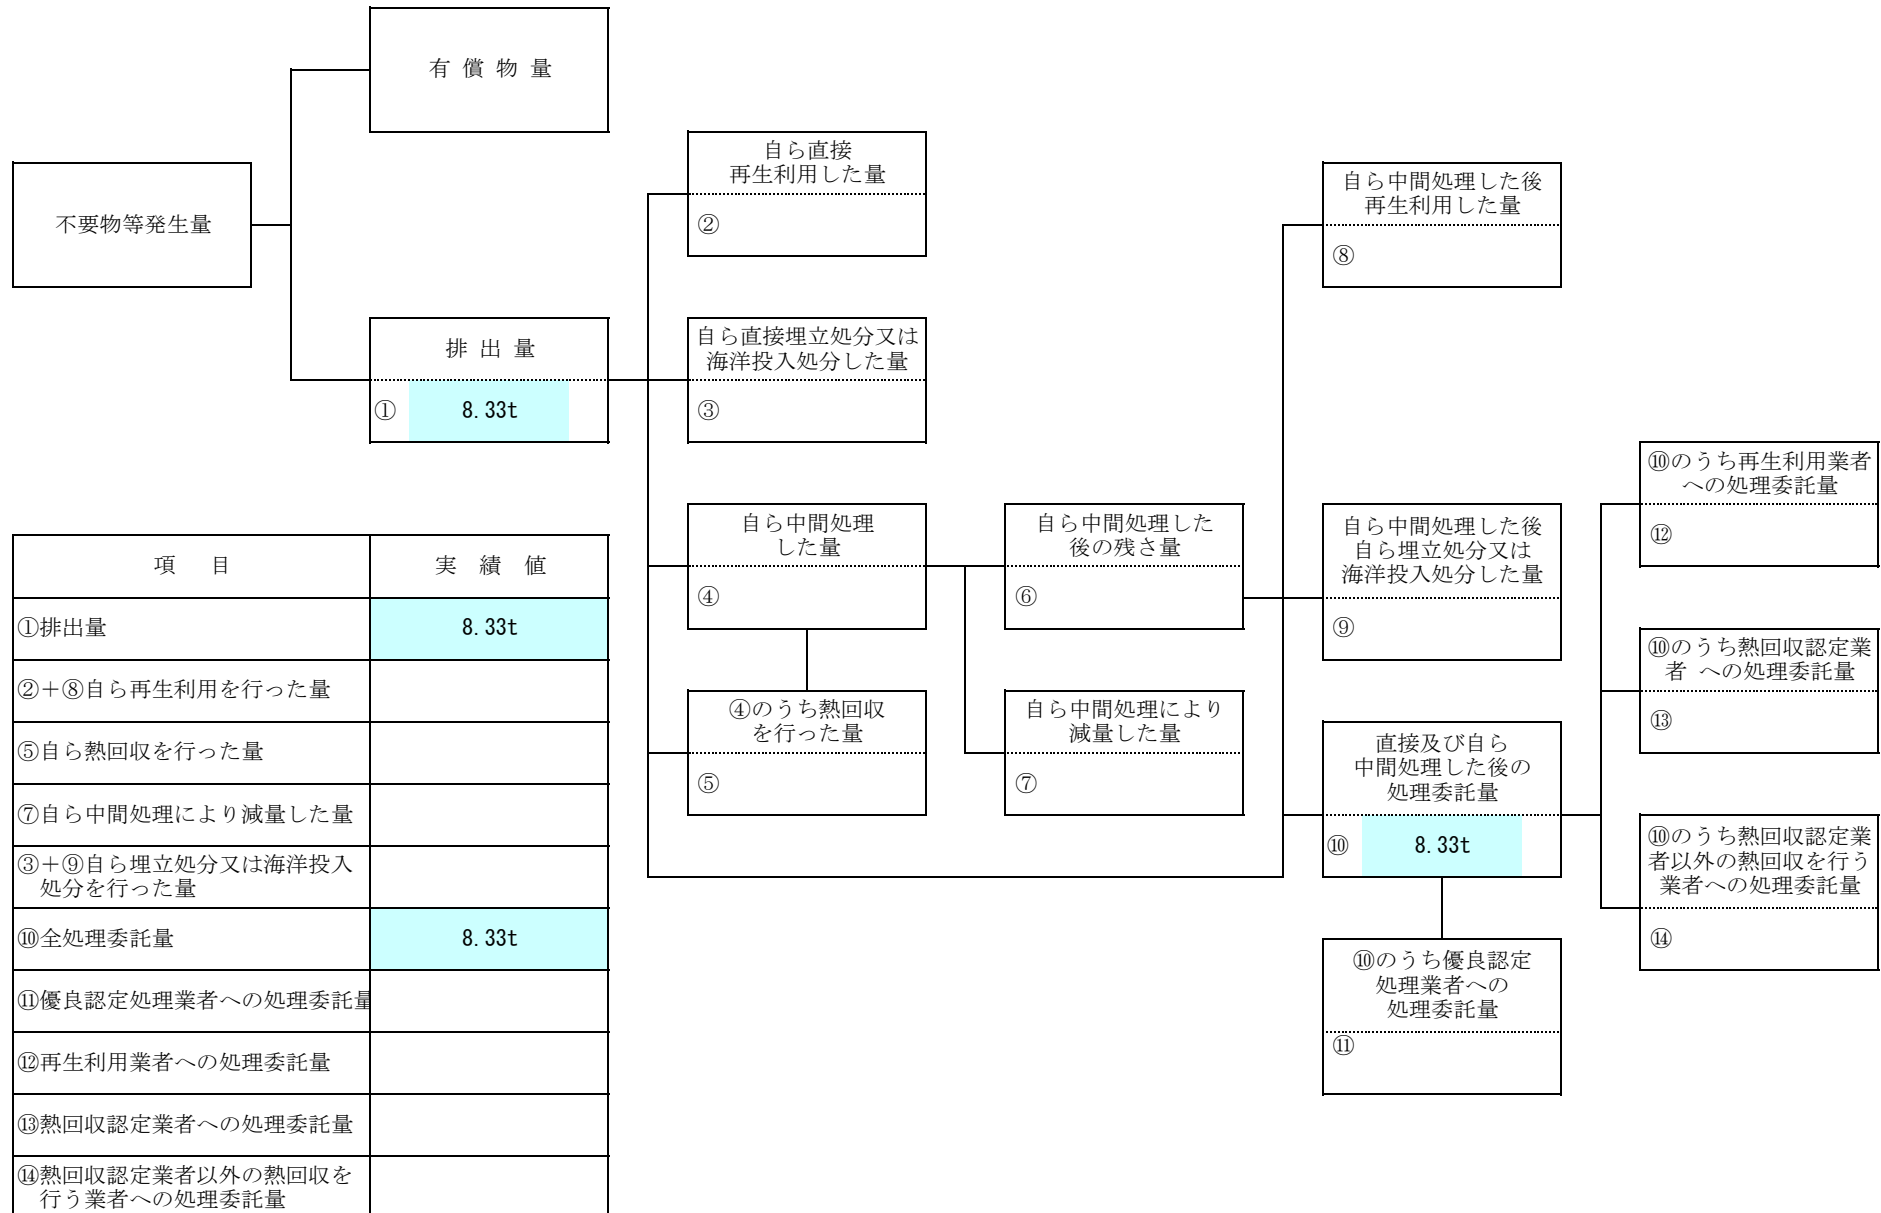 有 償 物 量
不要物等発生量
排 出 量
① 8.33t
自ら直接
再生利用した量
②
自ら直接埋立処分又は
海洋投入処分した量
③
自ら中間処理
した量
④
④のうち熱回収
を行った量
⑤
自ら中間処理した
後の残さ量
⑥
自ら中間処理により
減量した量
⑦
自ら中間処理した後
再生利用した量
⑧
自ら中間処理した後
自ら埋立処分又は
海洋投入処分した量
⑨
直接及び自ら
中間処理した後の
処理委託量
⑩ 8.33t
⑩のうち優良認定
処理業者への
処理委託量
⑪
⑩のうち再生利用業者
への処理委託量
⑫
⑩のうち熱回収認定業
者 への処理委託量
⑬
⑩のうち熱回収認定業
者以外の熱回収を行う
業者への処理委託量
⑭
項 目 実 績 値
①排出量 8.33t
②+⑧自ら再生利用を行った量
⑤自ら熱回収を行った量
⑦自ら中間処理により減量した量
③+⑨自ら埋立処分又は海洋投入
処分を行った量
⑩全処理委託量 8.33t
⑪優良認定処理業者への処理委託量
⑫再生利用業者への処理委託量
⑬熱回収認定業者への処理委託量
⑭熱回収認定業者以外の熱回収を
行う業者への処理委託量